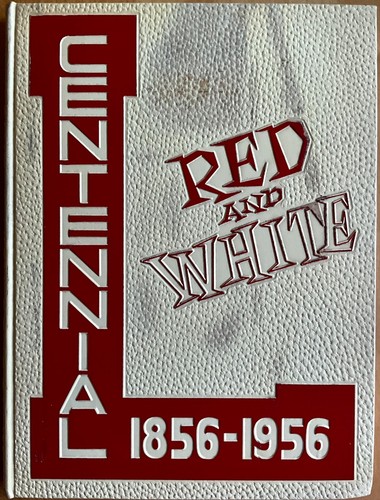 CENTENNIAL
RED
AND
WHITE
1856-1956